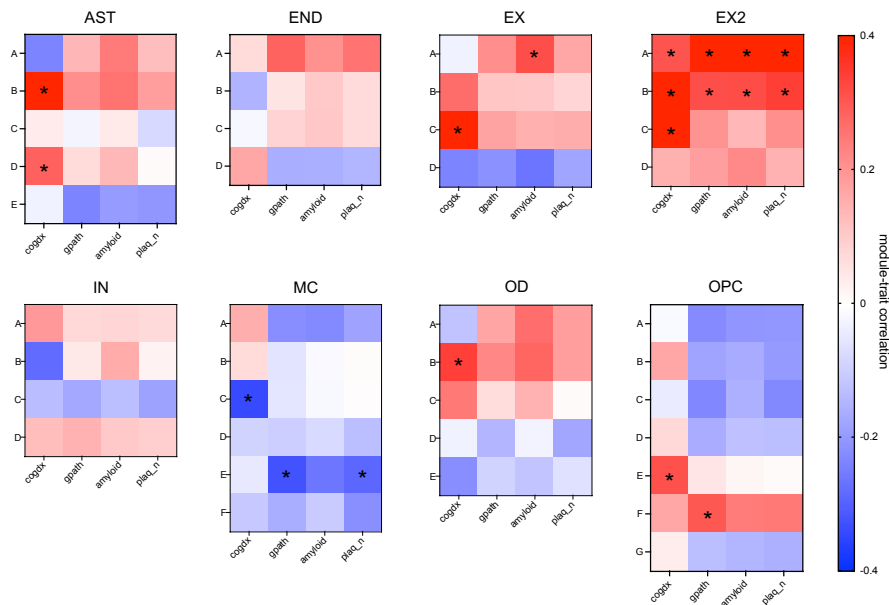 AST
A
B
*
C
D
*
E
cogdx
gpath
amyloid
plaq_n
END
A
B
C
D
cogdx
gpath
amyloid
plaq_n
EX
A
*
B
C
*
D
cogdx
gpath
amyloid
plaq_n
EX2
A
* * * *
B
* * * *
C
*
D
cogdx
gpath
amyloid
plaq_n
IN
A
B
C
D
cogdx
gpath
amyloid
plaq_n
MC
A
B
C
*
D
E
* *
F
cogdx
gpath
amyloid
plaq_n
OD
A
B
*
C
D
E
cogdx
gpath
amyloid
plaq_n
OPC
A
B
C
D
E
*
F
*
G
cogdx
gpath
amyloid
plaq_n
0.4
0.2
0
-0.2
-0.4
module-trait correlation